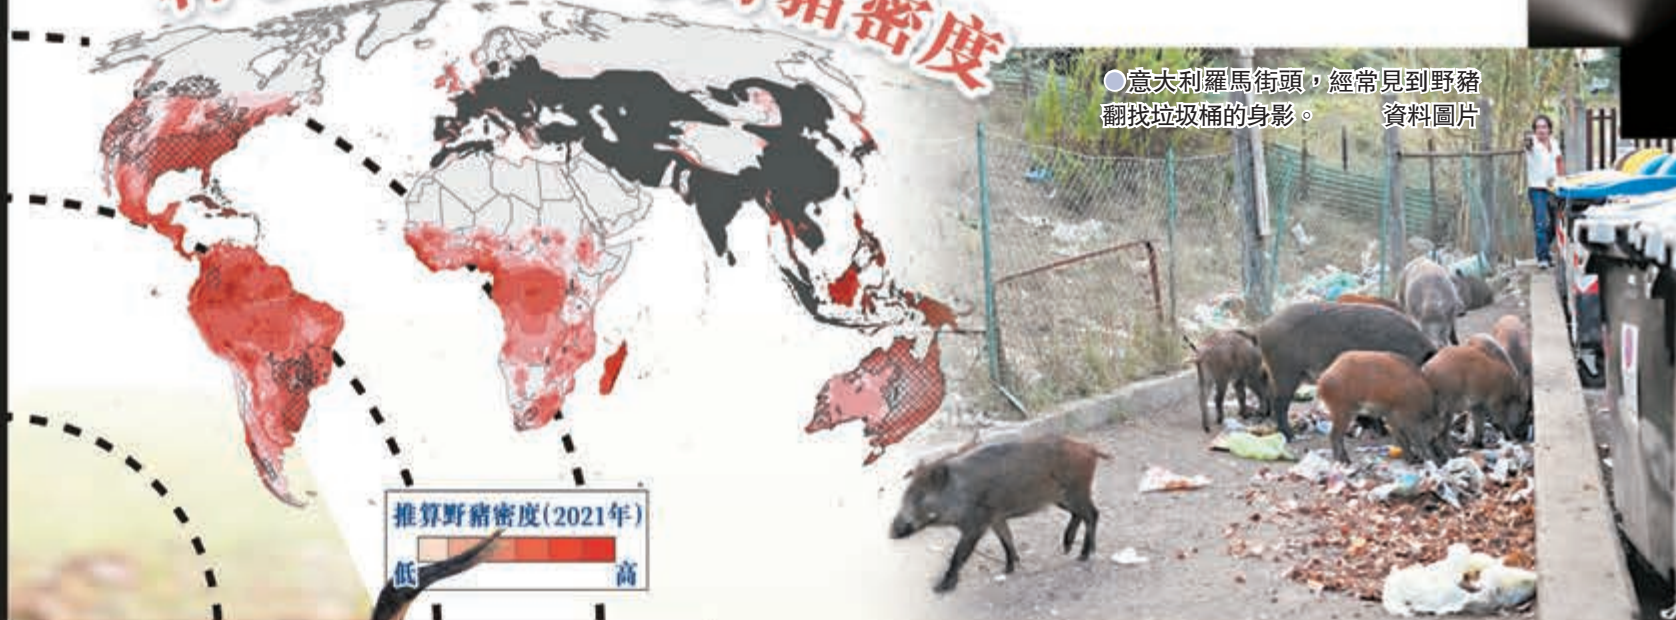 野豬密度
●意大利羅馬街頭，經常見到野豬
翻找垃圾桶的身影。 資料圖片
推算野豬密度(2021年)
低 高